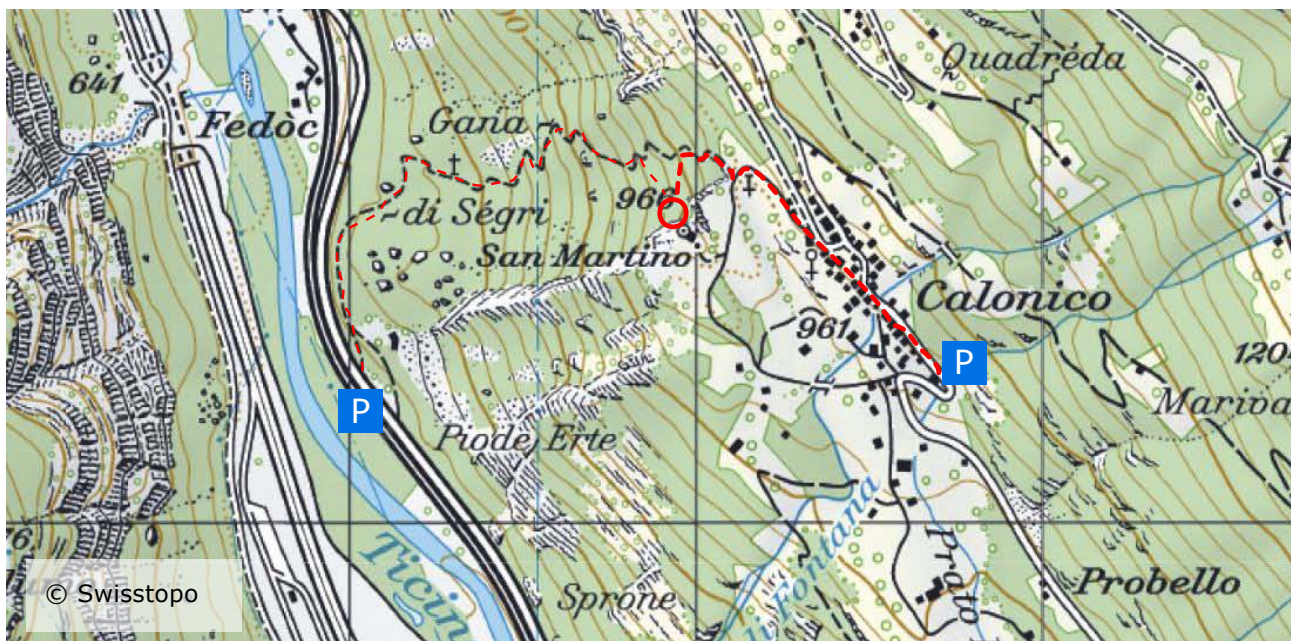 Quadréda
641
Fedòc
Gana
di Ségri
966
San Martino
Calonico
961
P
P
120
Mariva
Piode Erte
Ticin
Fontana
Prato
Probello
Sprone
76.
© Swisstopo